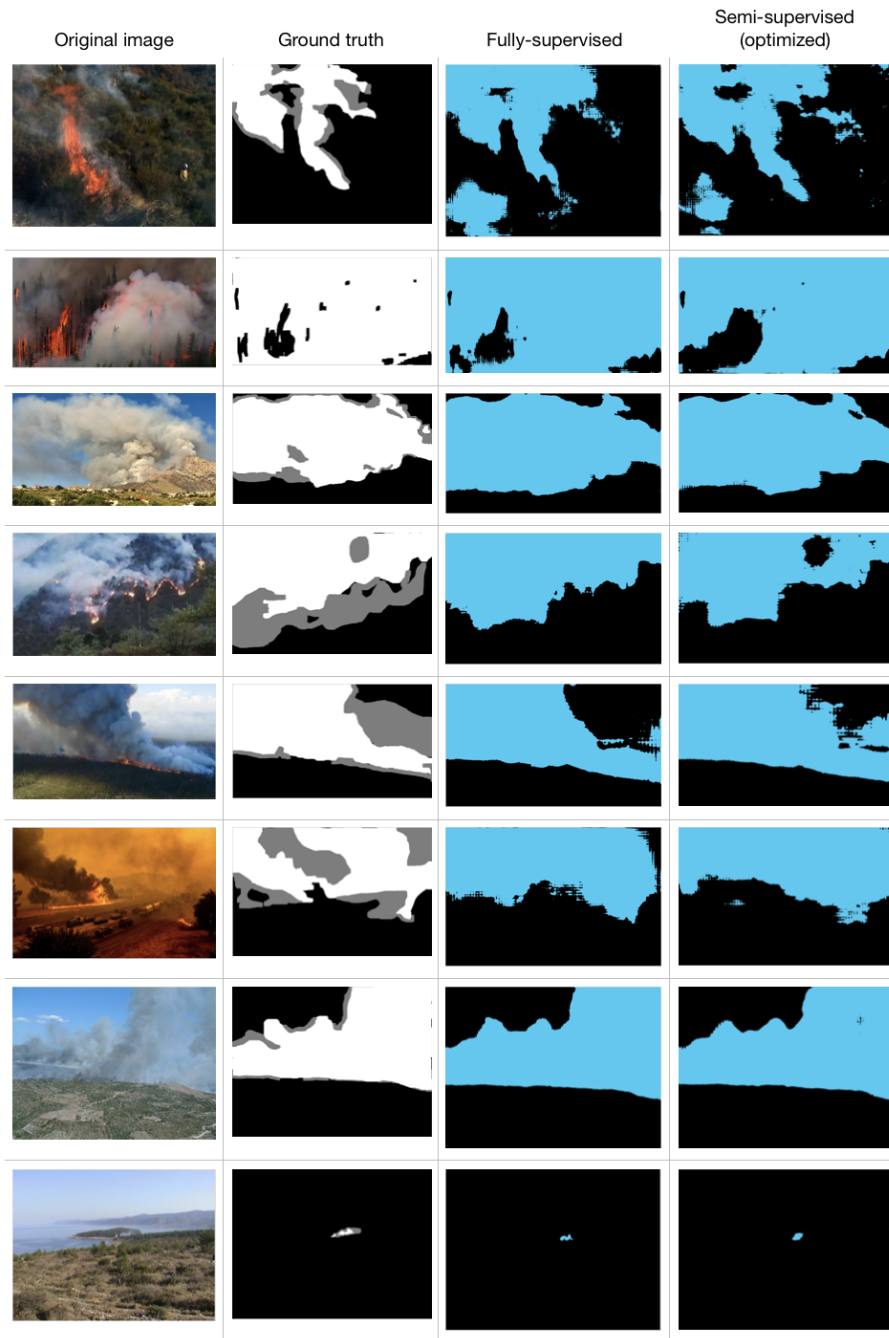 Original image
Ground truth
Fully-supervised
Semi-supervised
(optimized)